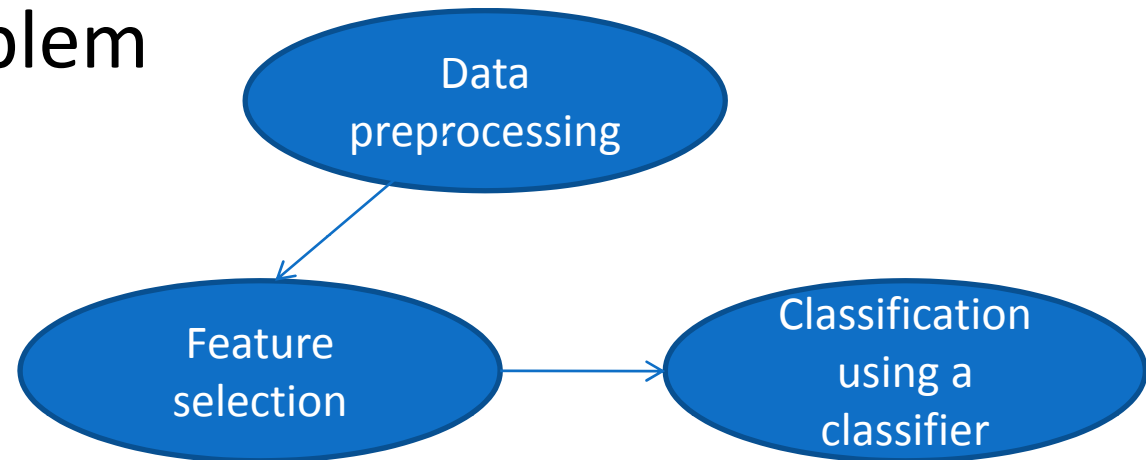 blem
Data
preprocessing
Feature
selection
Classification
using a
classifier